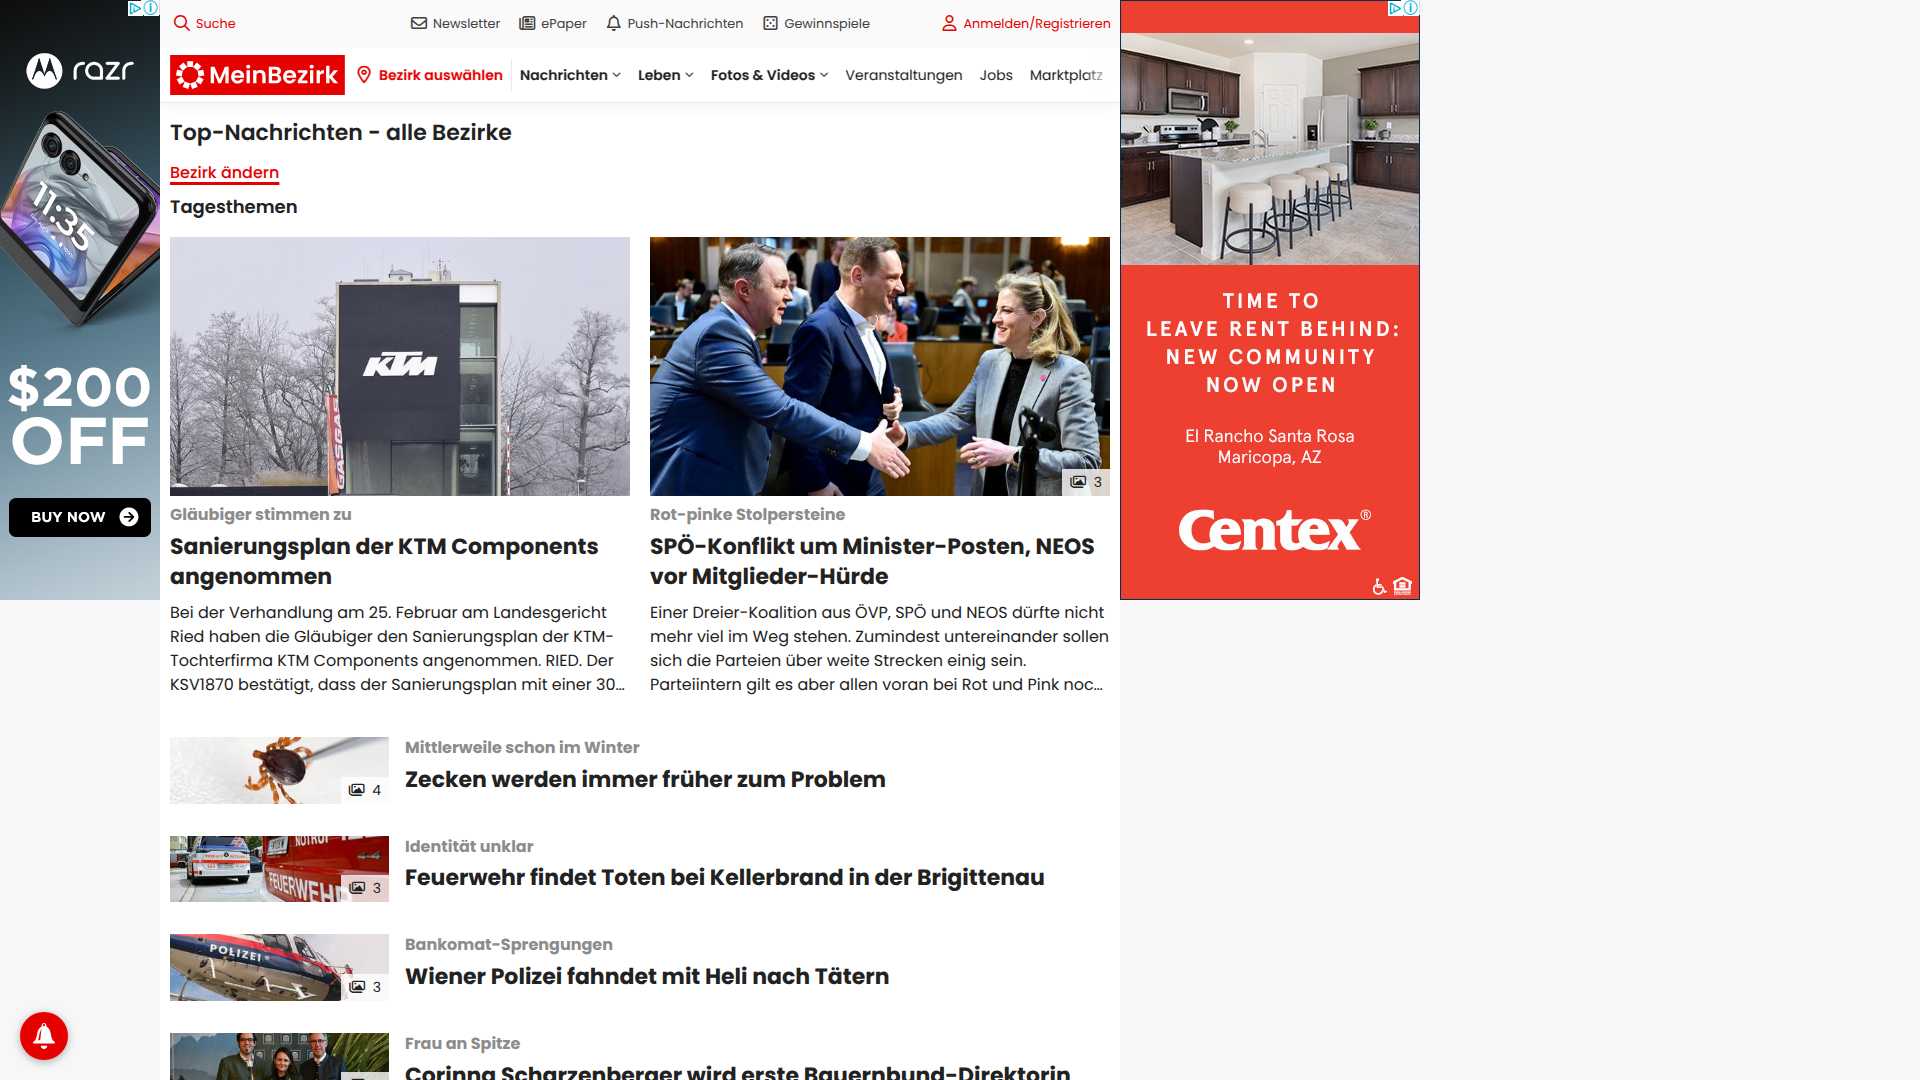 Suche
Newsletter
ePaper
Push-Nachrichten
Gewinnspiele
Anmelden/Registrieren
MeinBezirk
Bezirk auswählen
Nachrichten
Leben
Fotos & Videos
Veranstaltungen
Jobs
Marktplatz
razr
11:35
$200
OFF
BUY NOW
Top-Nachrichten - alle Bezirke
Bezirk ändern
Tagesthemen
KTM
GASGAS
3
Gläubiger stimmen zu
Sanierungsplan der KTM Components
angenommen
Bei der Verhandlung am 25. Februar am Landesgericht
Ried haben die Gläubiger den Sanierungsplan der KTM-
Tochterfirma KTM Components angenommen. RIED. Der
KSV1870 bestätigt, dass der Sanierungsplan mit einer 30...
Rot-pinke Stolpersteine
SPÖ-Konflikt um Minister-Posten, NEOS
vor Mitglieder-Hürde
Einer Dreier-Koalition aus ÖVP, SPÖ und NEOS dürfte nicht
mehr viel im Weg stehen. Zumindest untereinander sollen
sich die Parteien über weite Strecken einig sein.
Parteiintern gilt es aber allen voran bei Rot und Pink noc...
4
Mittlerweile schon im Winter
Zecken werden immer früher zum Problem
NOTRUF
FEUERWEHR
3
Identität unklar
Feuerwehr findet Toten bei Kellerbrand in der Brigittenau
POLIZEI
3
Bankomat-Sprengungen
Wiener Polizei fahndet mit Heli nach Tätern
Frau an Spitze
Corinna Scharzenberger wird erste Bauernbund-Direktorin
TIME TO
LEAVE RENT BEHIND:
NEW COMMUNITY
NOW OPEN
El Rancho Santa Rosa
Maricopa, AZ
Centex®